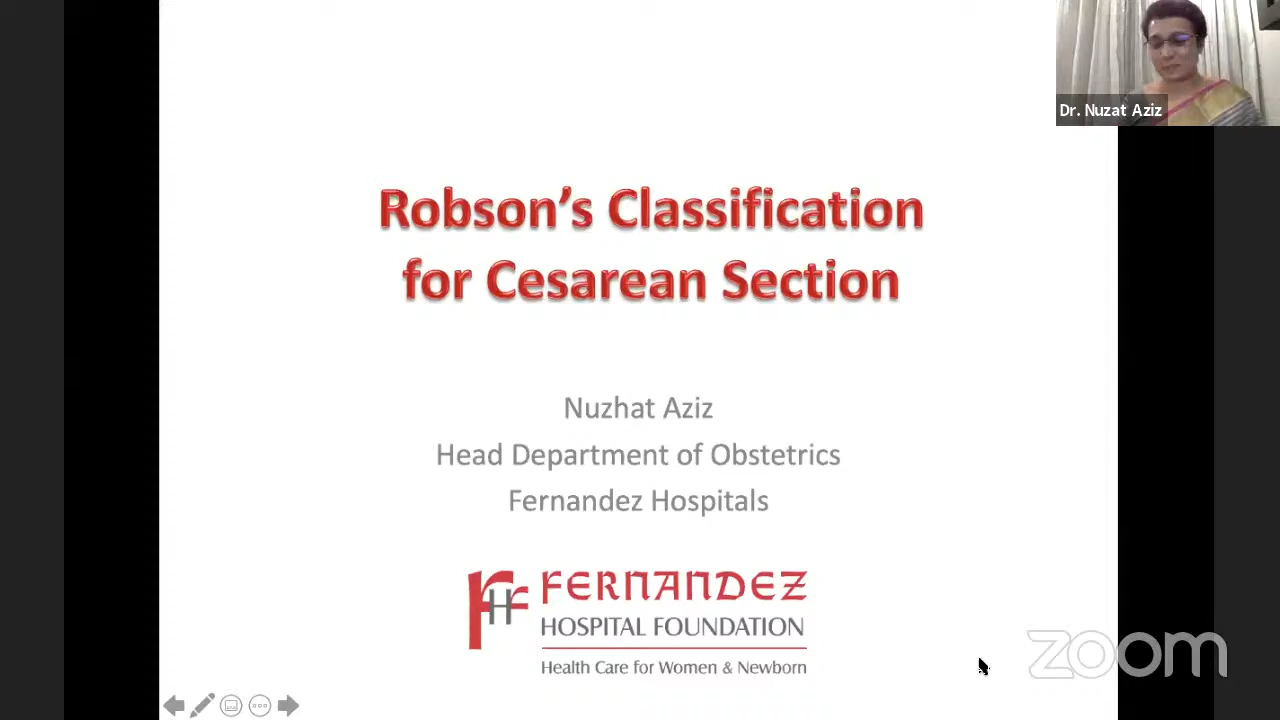 Dr. Nuzat Aziz
Robson's Classification
for Cesarean Section
Nuzhat Aziz
Head Department of Obstetrics
Fernandez Hospitals
FHF
FERNANDEZ
HOSPITAL FOUNDATION
Health Care for Women & Newborn
zoom